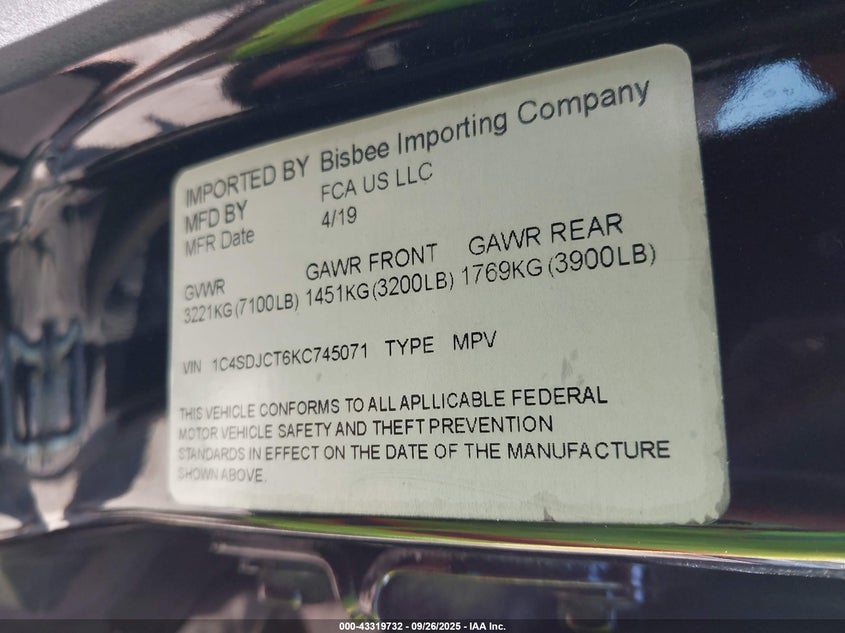 IMPORTED BY Bisbee Importing Company
MFD BY FCA US LLC
MFR Date 4/19
GVWR GAWR FRONT GAWR REAR
3221KG (7100LB) 1451KG (3200LB) 1769KG (3900LB)
VIN 1C4SDJCT6KC745071 TYPE MPV
THIS VEHICLE CONFORMS TO ALL APLLICABLE FEDERAL
MOTOR VEHICLE SAFETY AND THEFT PREVENTION
STANDARDS IN EFFECT ON THE DATE OF THE MANUFACTURE
SHOWN ABOVE.
000-43319732 - 09/26/2025 - IAA Inc.